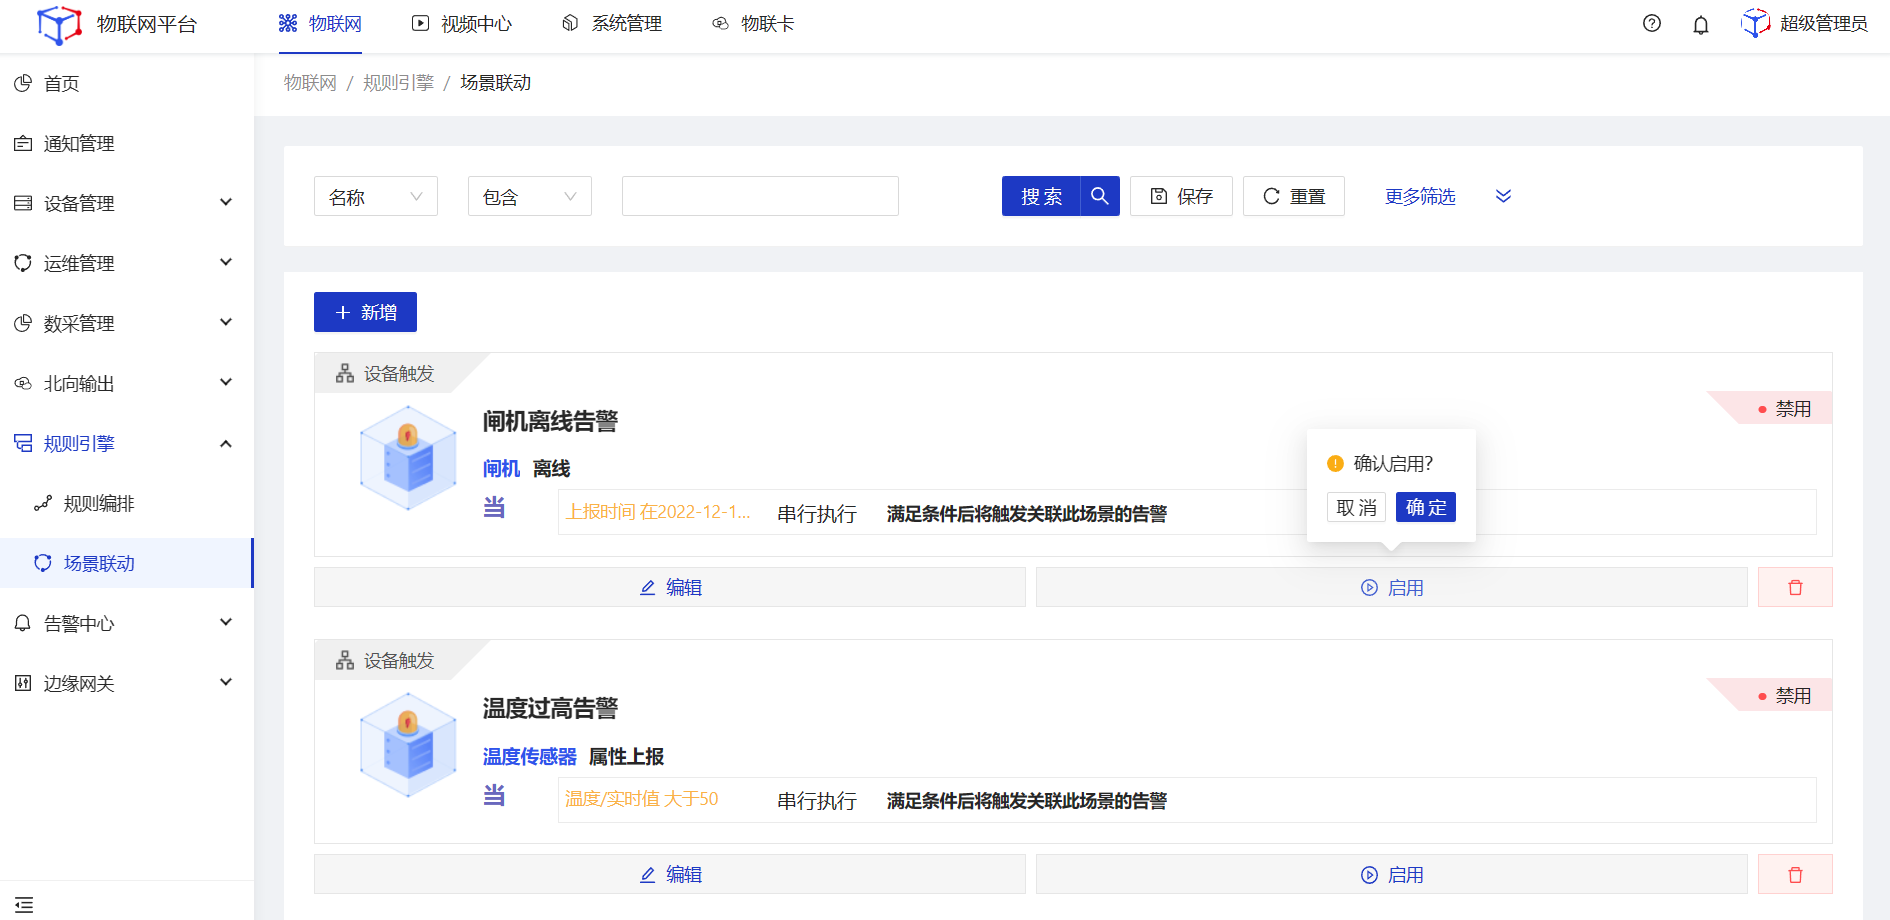 物联网平台
物联网
视频中心
系统管理
物联卡
超级管理员
首页
通知管理
设备管理
运维管理
数采管理
北向输出
规则引擎
规则编排
场景联动
告警中心
边缘网关
物联网 / 规则引擎 / 场景联动
名称
包含
搜 索
保存
重置
更多筛选
新增
设备触发
禁用
闸机离线告警
闸机 离线
当
上报时间 在2022-12-1...
串行执行
满足条件后将触发关联此场景的告警
确认启用?
取 消
确 定
编辑
启用
设备触发
禁用
温度过高告警
温度传感器 属性上报
当
温度/实时值 大于50
串行执行
满足条件后将触发关联此场景的告警
编辑
启用